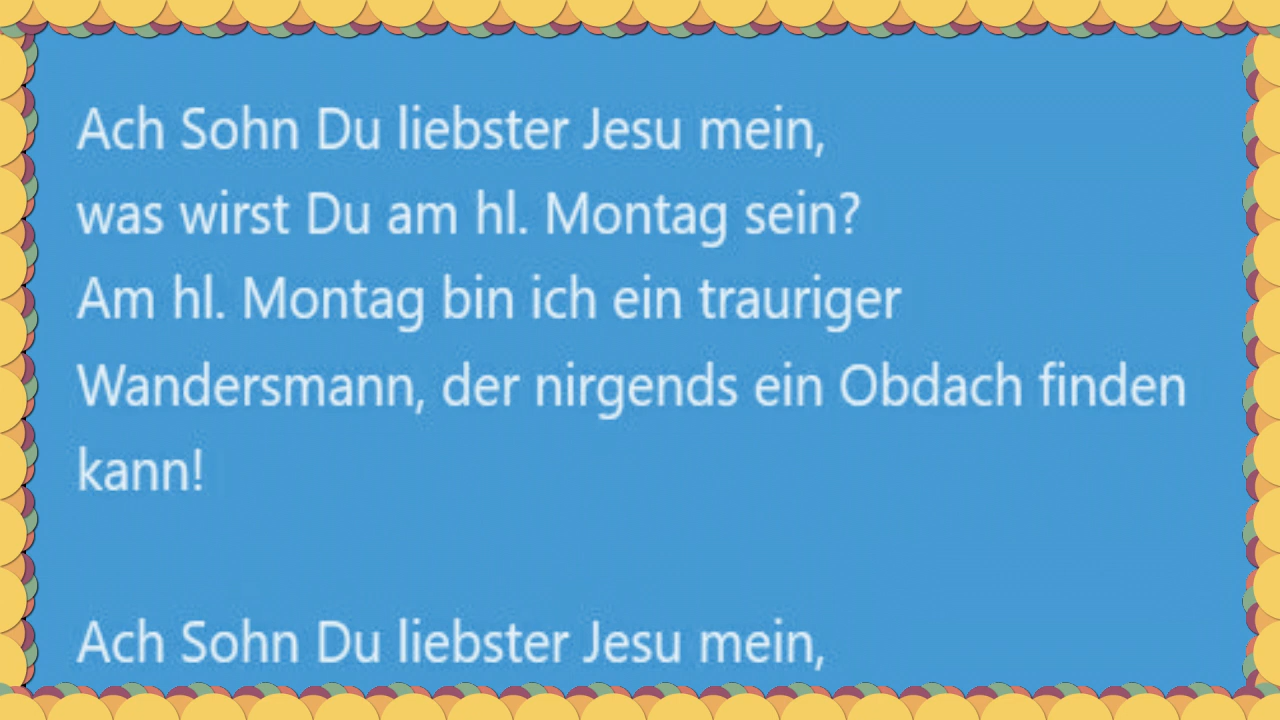 Ach Sohn Du liebster Jesu mein,
was wirst Du am hl. Montag sein?
Am hl. Montag bin ich ein trauriger
Wandersmann, der nirgends ein Obdach finden
kann!
Ach Sohn Du liebster Jesu mein,